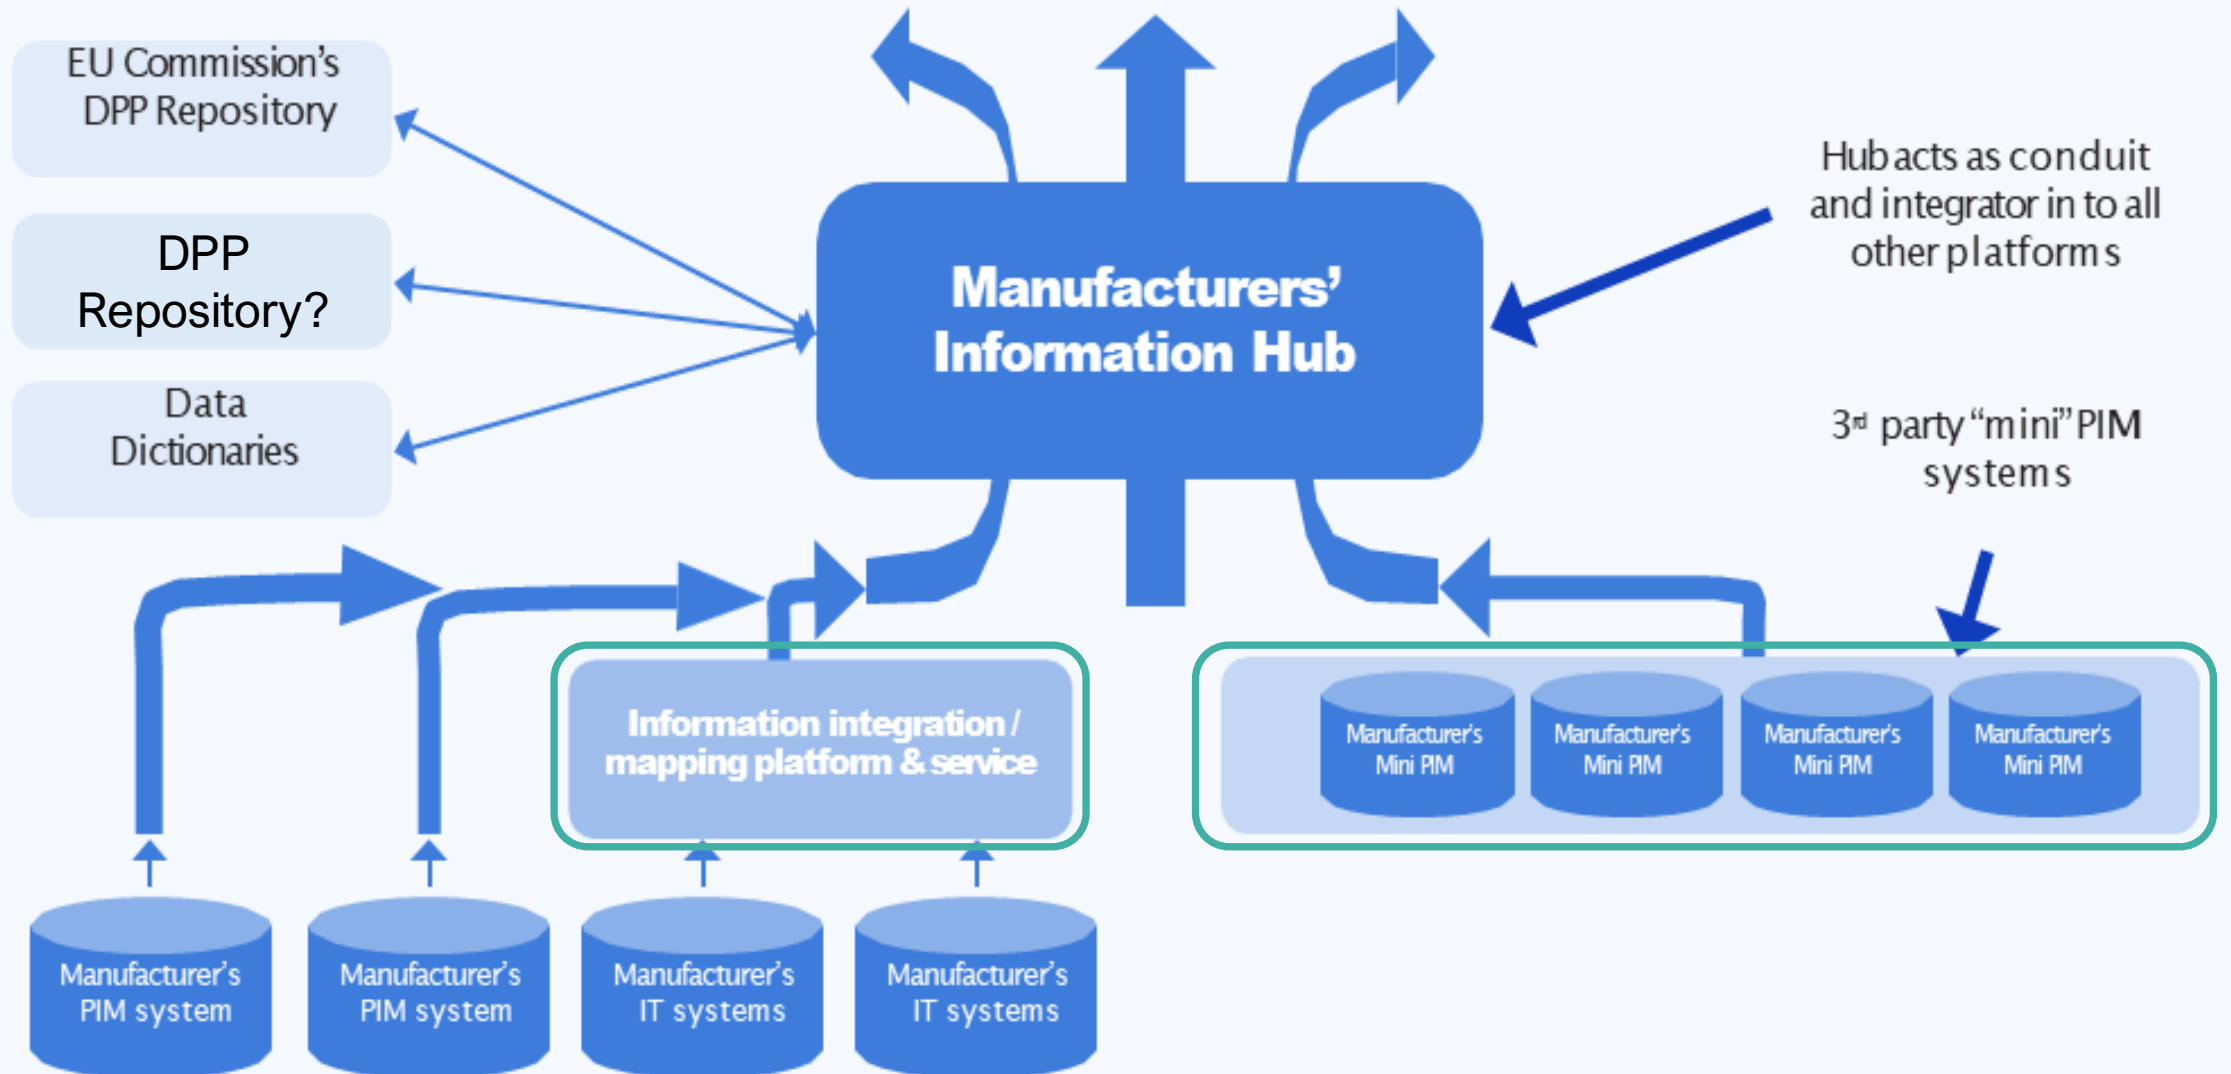 EU Commission’s
DPP Repository
DPP
Repository?
Data
Dictionaries
Manufacturers’
Information Hub
Hub acts as conduit
and integrator in to all
other platforms
3rd party “mini” PIM
systems
Information integration /
mapping platform & service
Manufacturer's
Mini PIM
Manufacturer's
Mini PIM
Manufacturer's
Mini PIM
Manufacturer's
Mini PIM
Manufacturer’s
PIM system
Manufacturer’s
PIM system
Manufacturer’s
IT systems
Manufacturer’s
IT systems